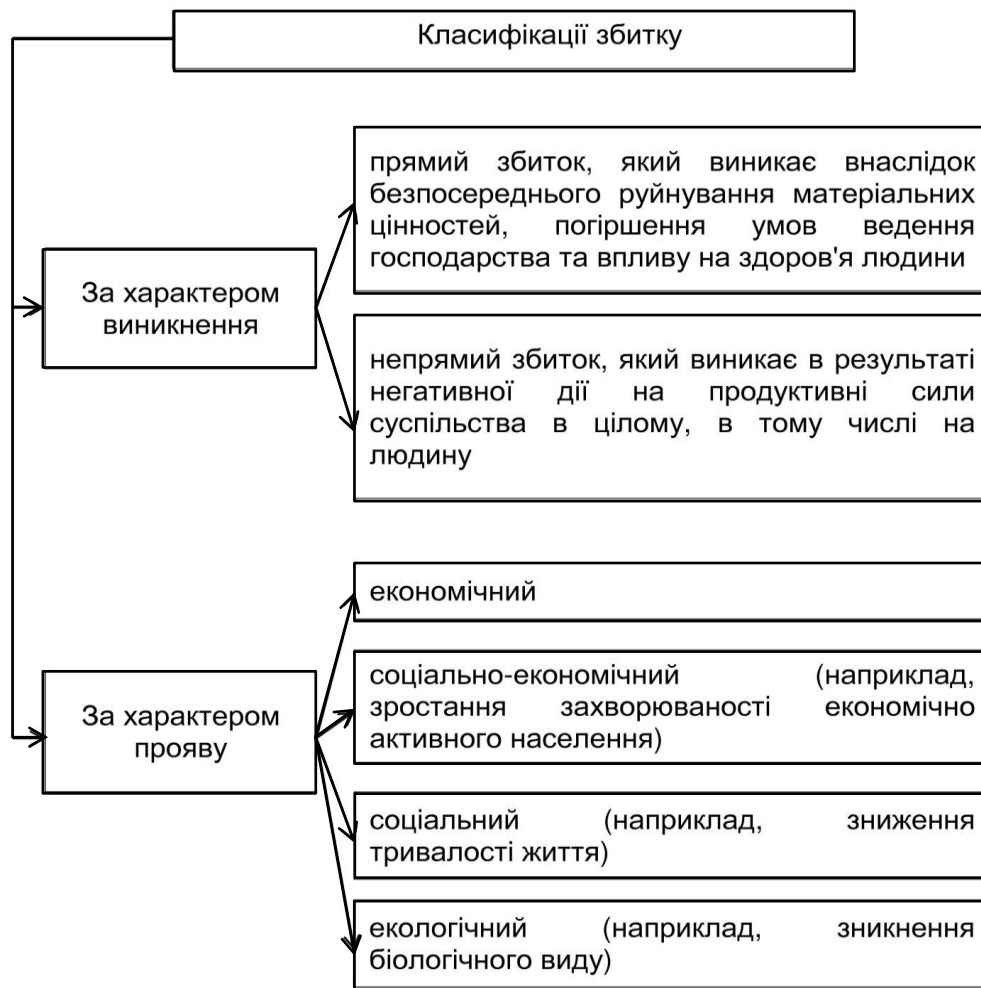 Класифікації збитку
За характером
виникнення
прямий збиток, який виникає внаслідок
безпосереднього руйнування матеріальних
цінностей, погіршення умов ведення
господарства та впливу на здоров'я людини
непрямий збиток, який виникає в результаті
негативної дії на продуктивні сили
суспільства в цілому, в тому числі на
людину
За характером
прояву
економічний
соціально-економічний (наприклад,
зростання захворюваності економічно
активного населення)
соціальний (наприклад, зниження
тривалості життя)
екологічний (наприклад, зникнення
біологічного виду)